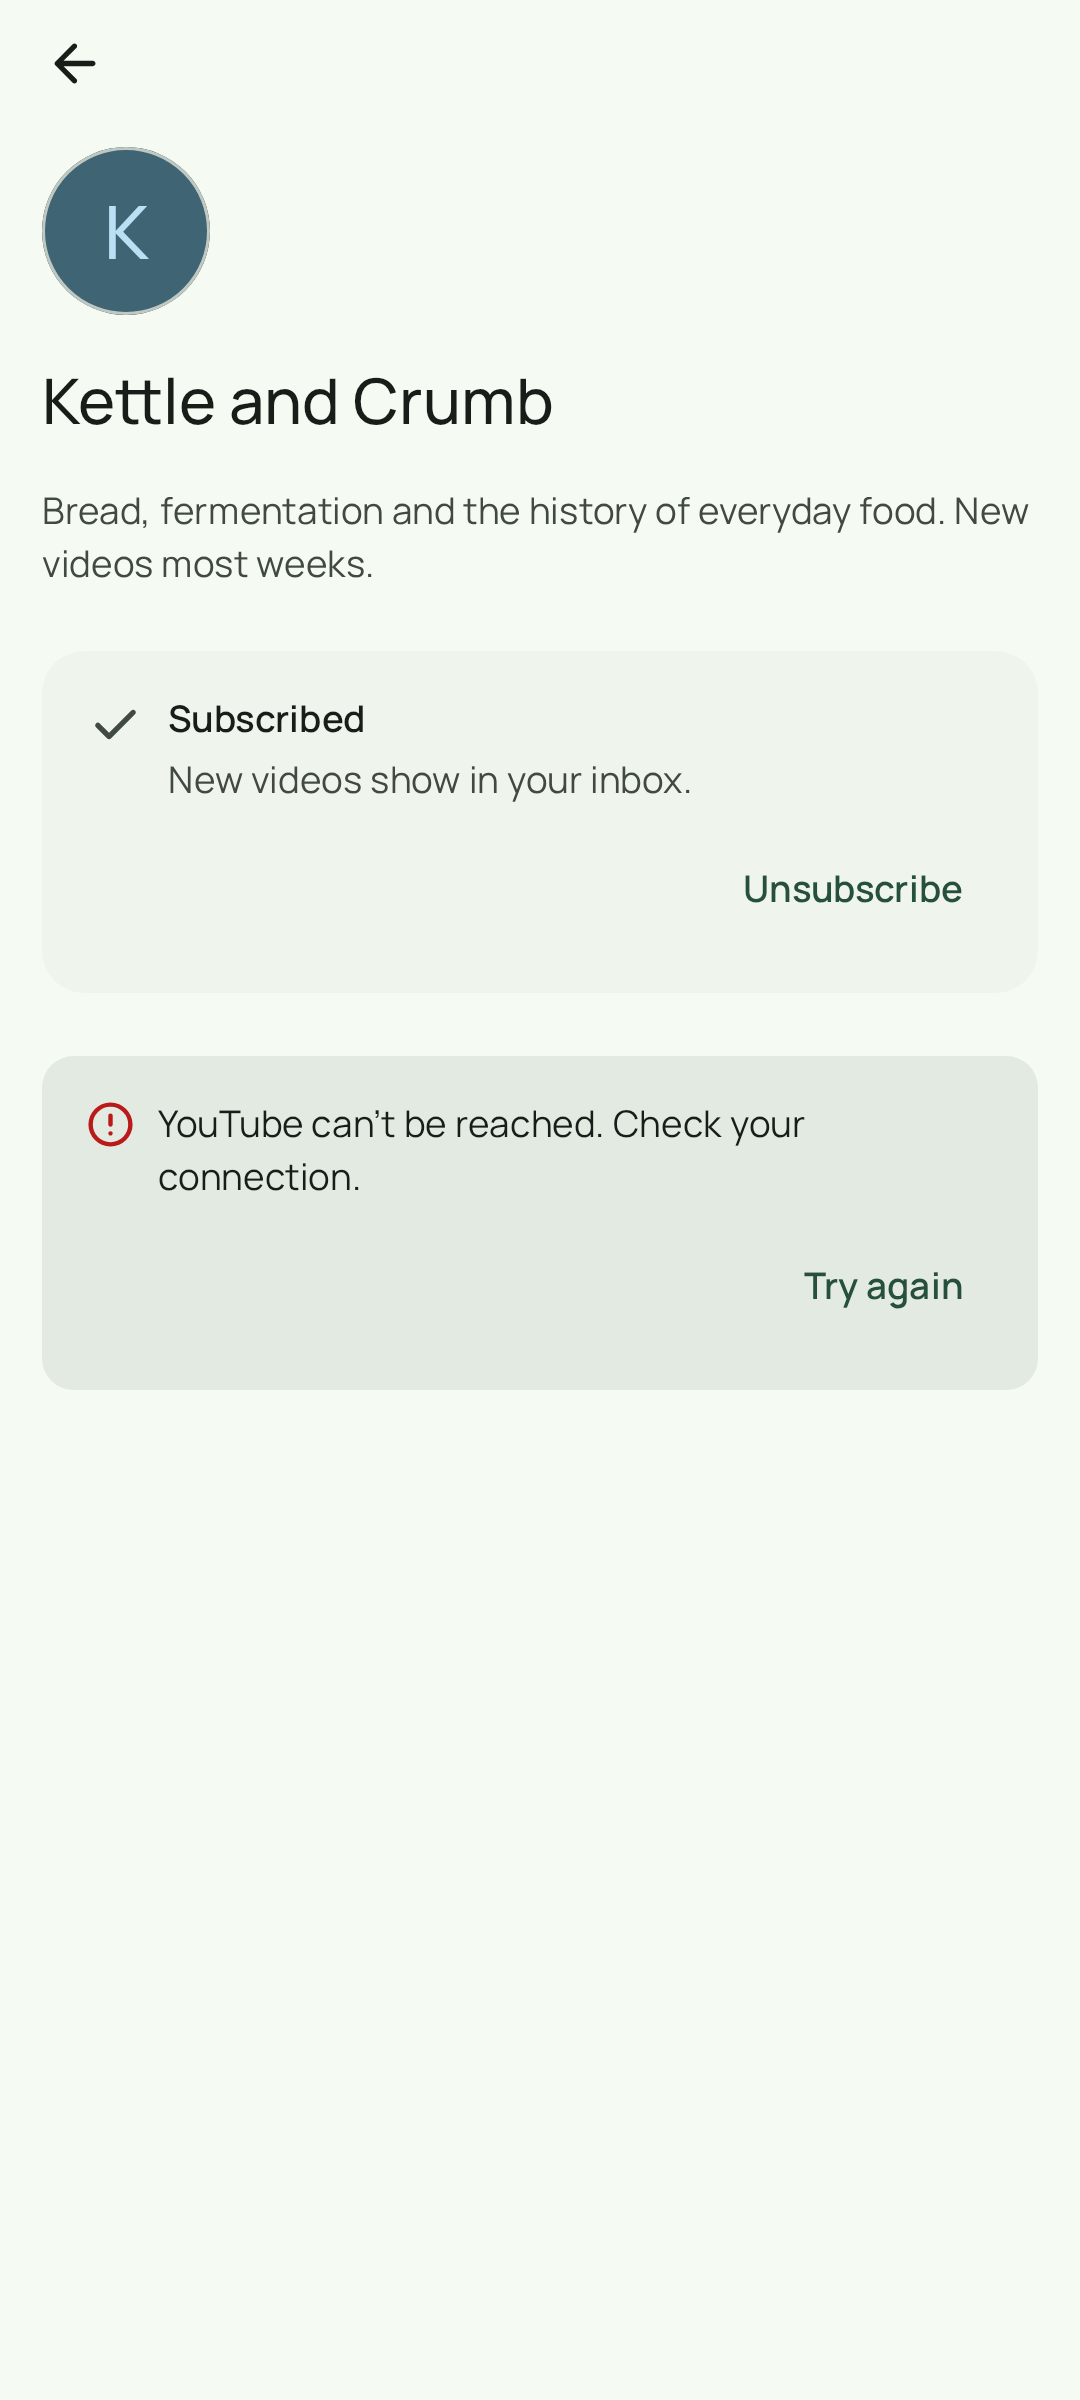 K
Kettle and Crumb
Bread, fermentation and the history of everyday food. New
videos most weeks.
Subscribed
New videos show in your inbox.
Unsubscribe
YouTube can’t be reached. Check your
connection.
Try again